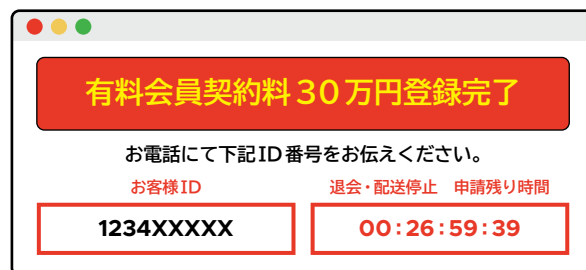 有料会員契約料30万円登録完了
お電話にて下記ID番号をお伝えください。
お客様ID
退会・配送停止 申請残り時間
1234XXXXX
00:26:59:39